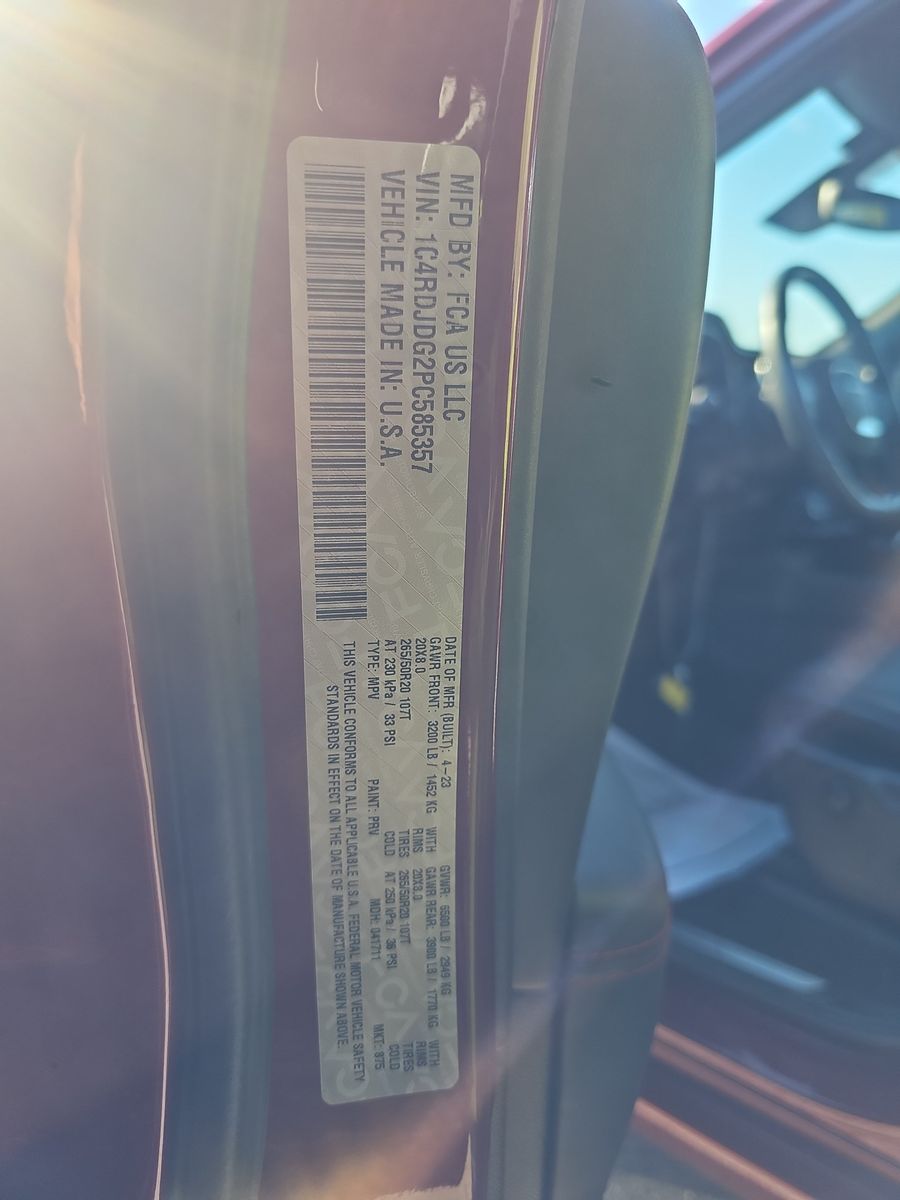 MFD BY: FCA US LLC
VIN: 1C4RDJDG2PC585357
VEHICLE MADE IN: U.S.A.
DATE OF MFR (BUILT): 4-23 GVWR: 6500 LB / 2949 KG
GAWR FRONT: 3200 LB / 1452 KG WITH GAWR REAR: 3900 LB / 1770 KG WITH
20X8.0 RIMS 20X8.0 RIMS
265/50R20 107T TIRES 265/50R20 107T TIRES
AT 230 kPa / 33 PSI COLD AT 250 kPa / 36 PSI COLD
TYPE: MPV PAINT: PRV MDH: 041711 MKT: 875
THIS VEHICLE CONFORMS TO ALL APPLICABLE U.S.A. FEDERAL MOTOR VEHICLE SAFETY
STANDARDS IN EFFECT ON THE DATE OF MANUFACTURE SHOWN ABOVE.